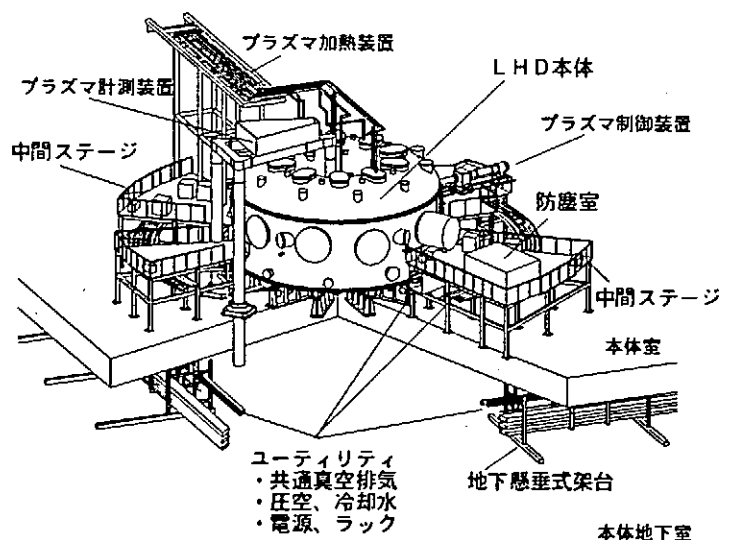 プラズマ加熱装置
LHD本体
プラズマ計測装置
プラズマ制御装置
中間ステージ
防塵室
中間ステージ
本体室
ユーティリティ
・共通真空排気
・圧空、冷却水
・電源、ラック
地下懸垂式架台
本体地下室